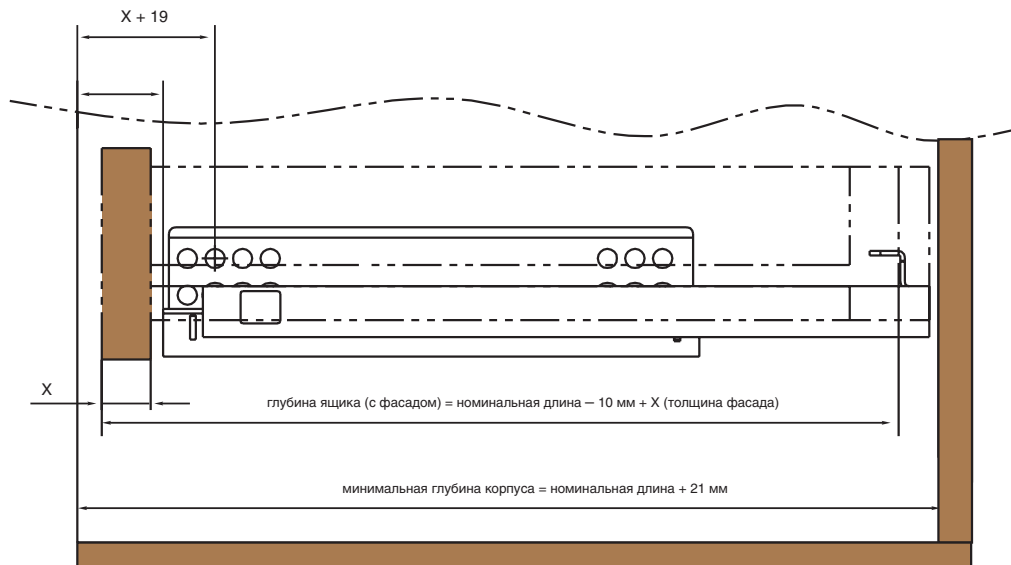 X + 19
X
глубина ящика (с фасадом) = номинальная длина – 10 мм + X (толщина фасада)
минимальная глубина корпуса = номинальная длина + 21 мм